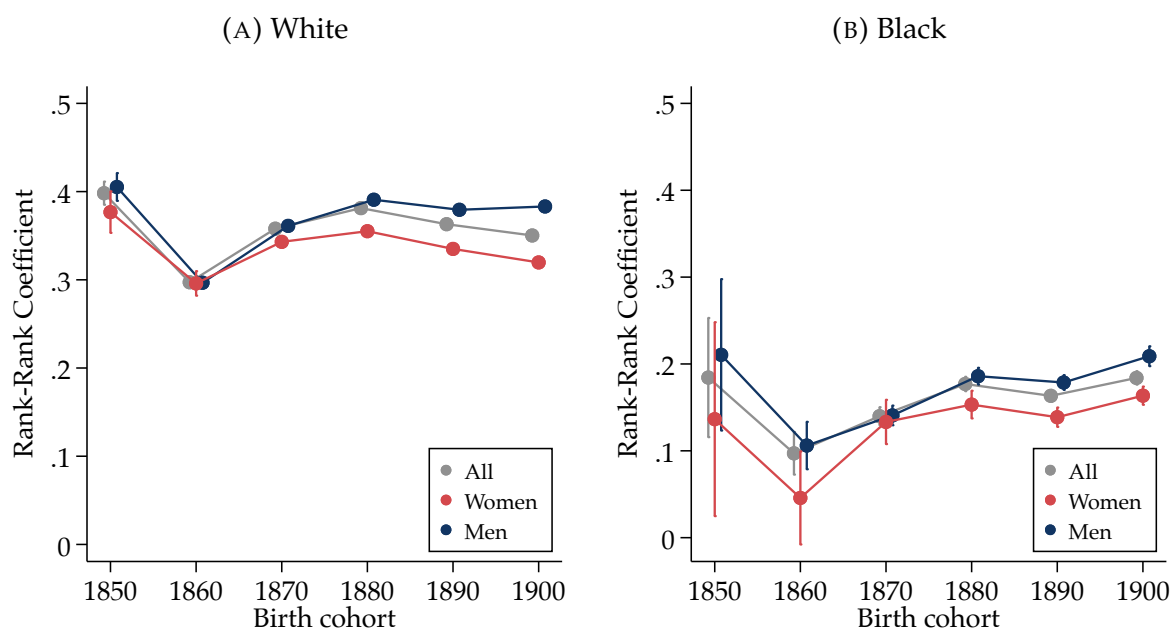 (A) White
Rank-Rank Coefficient
.5
.4
.3
.2
.1
0
1850 1860 1870 1880 1890 1900
Birth cohort
All
Women
Men
(B) Black
Rank-Rank Coefficient
.5
.4
.3
.2
.1
0
1850 1860 1870 1880 1890 1900
Birth cohort
All
Women
Men